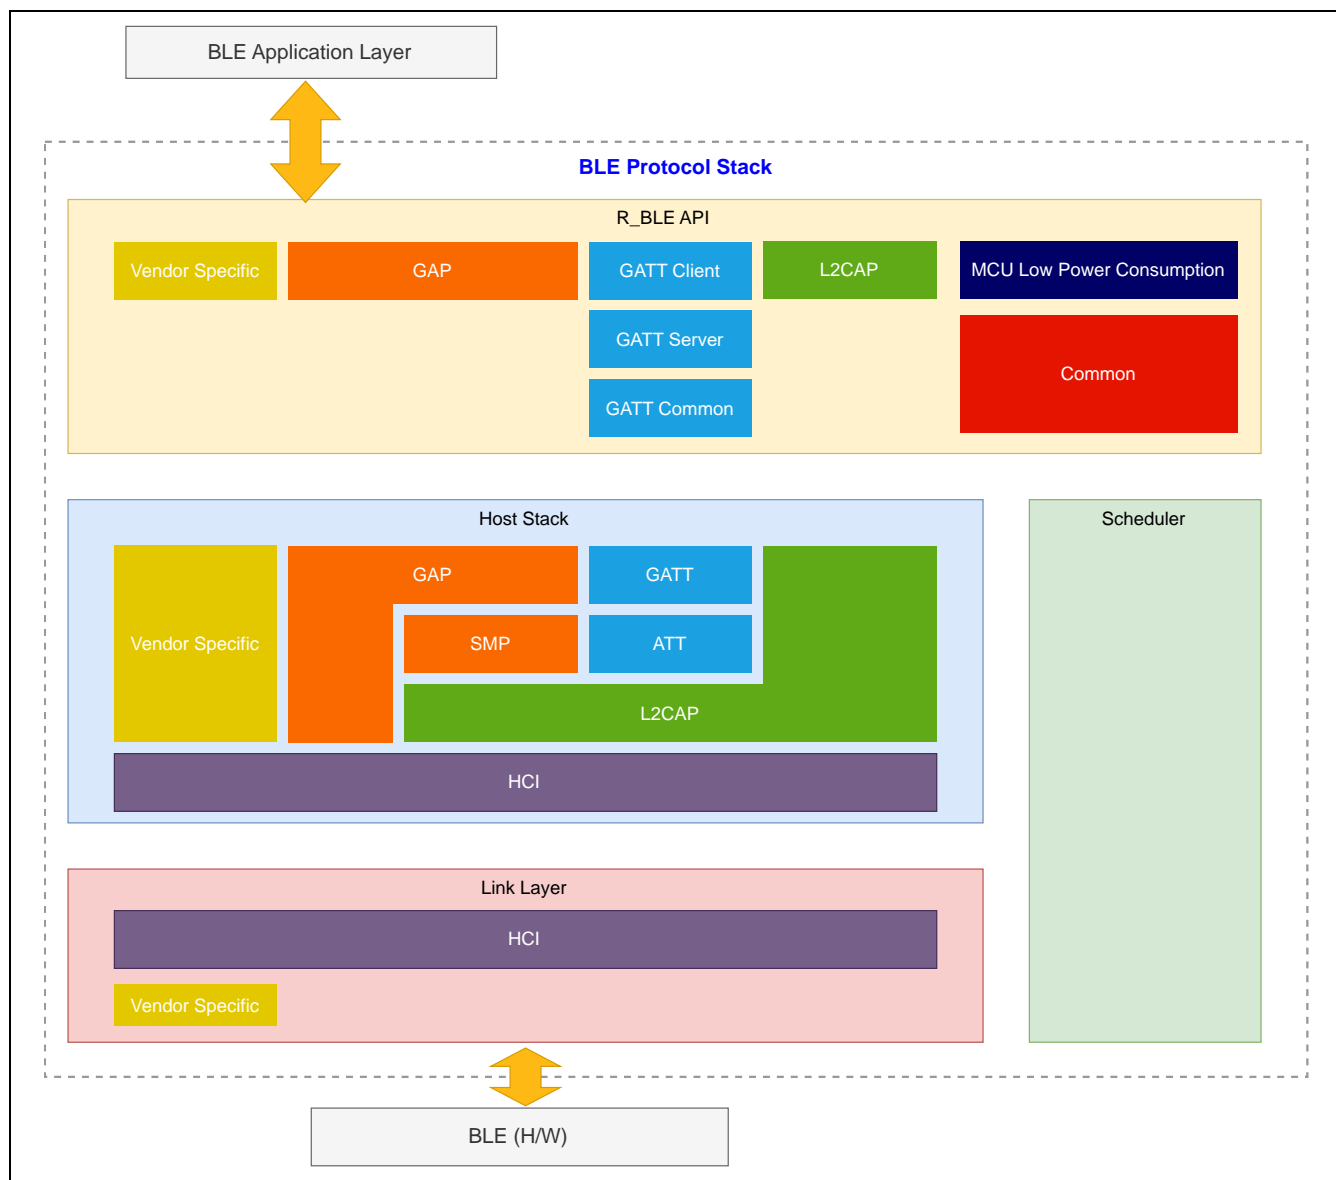 BLE Application Layer
BLE Protocol Stack
R_BLE API
Vendor Specific
GAP
GATT Client
L2CAP
MCU Low Power Consumption
GATT Server
Common
GATT Common
Host Stack
Scheduler
Vendor Specific
GAP
GATT
SMP
ATT
L2CAP
HCI
Link Layer
HCI
Vendor Specific
BLE (H/W)